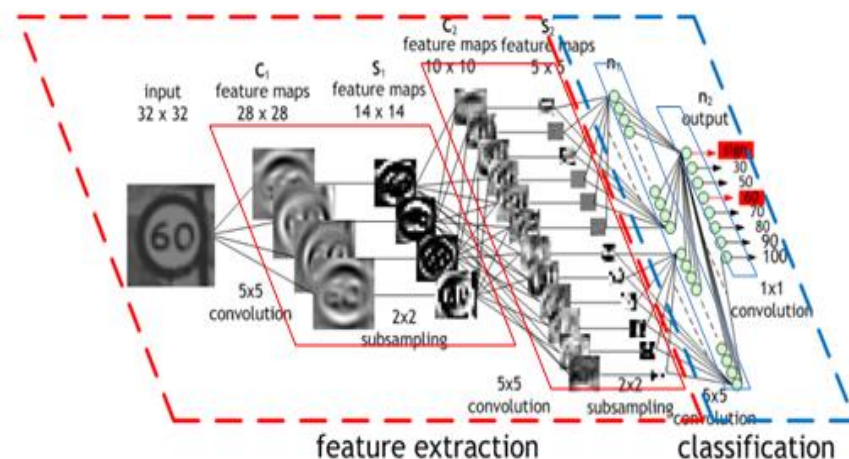 input
32 x 32
C1
feature maps
28 x 28
S1
feature maps
14 x 14
C2
feature maps
10 x 10
S2
feature maps
5 x 5
n1
n2
output
60
30
50
60
70
80
90
100
5x5
convolution
2x2
subsampling
5x5
convolution
2x2
subsampling
convolution
1x1
convolution
feature extraction
classification